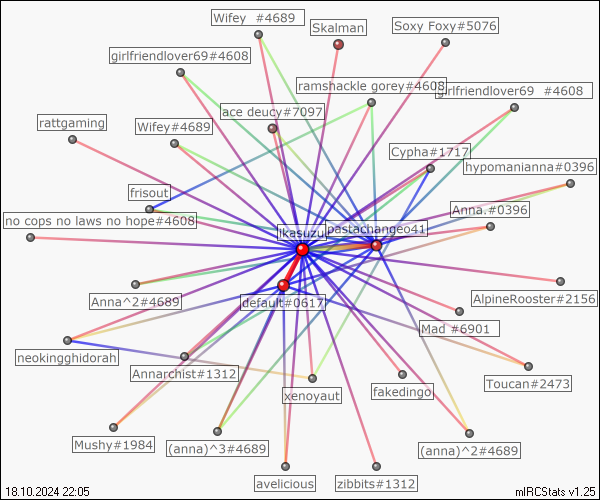 Wifey  #4689
Skalman
Soxy Foxy#5076
girlfriendlover69#4608
ramshackle gorey#4608
girlfriendlover69  #4608
ace deucy#7097
rattgaming
Wifey#4689
Cypha#1717
hypomanianna#0396
frisout
Anna.#0396
no cops no laws no hope#4608
jkasuzu
pastachangeo41
Anna^2#4689
default#0617
AlpineRooster#2156
Mad #6901
neokingghidorah
Annarchist#1312
xenoyaut
fakedingo
Toucan#2473
Mushy#1984
(anna)^3#4689
(anna)^2#4689
avelicious
zibbits#1312
18.10.2024 22:05
mIRCStats v1.25